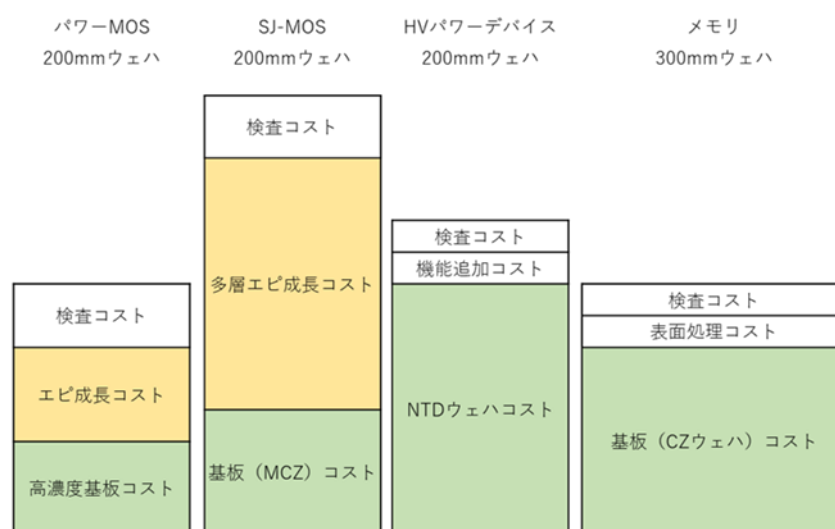 パワーMOS
200mmウェハ
SJ-MOS
200mmウェハ
HVパワーデバイス
200mmウェハ
メモリ
300mmウェハ
検査コスト
エピ成長コスト
高濃度基板コスト
検査コスト
多層エピ成長コスト
基板（MCZ）コスト
検査コスト
機能追加コスト
NTDウェハコスト
検査コスト
表面処理コスト
基板（CZウェハ）コスト